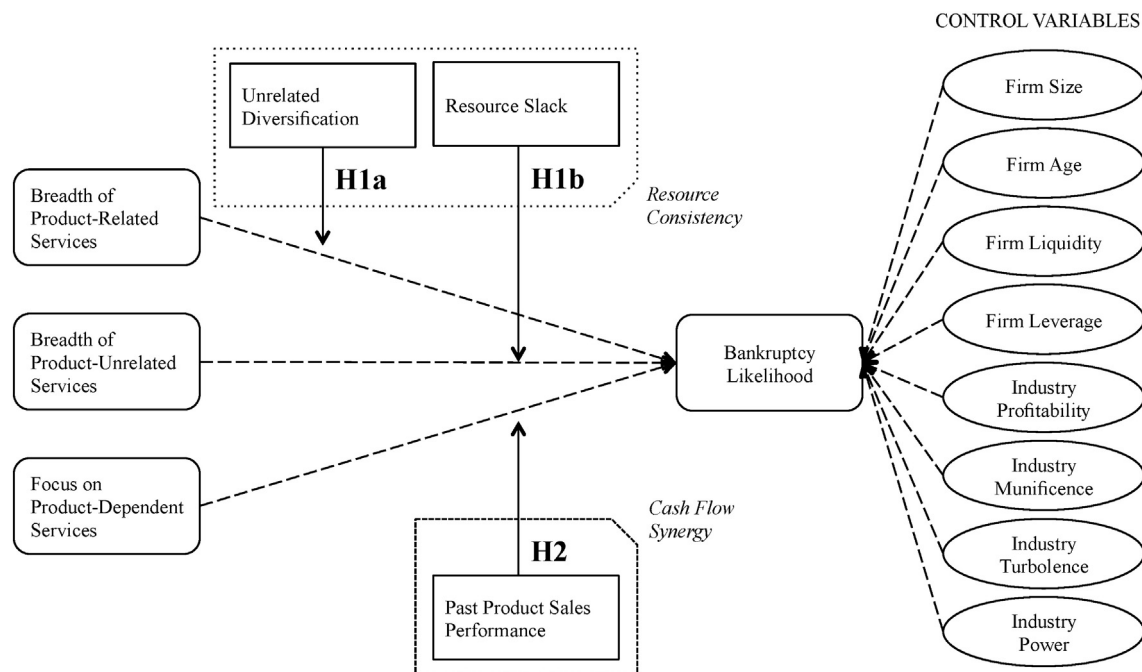 CONTROL VARIABLES
Unrelated
Diversification
Resource Slack
H1a
H1b
Resource
Consistency
Breadth of
Product-Related
Services
Breadth of
Product-Unrelated
Services
Focus on
Product-Dependent
Services
Bankruptcy
Likelihood
Cash Flow
Synergy
H2
Past Product Sales
Performance
Firm Size
Firm Age
Firm Liquidity
Firm Leverage
Industry
Profitability
Industry
Munificence
Industry
Turbolence
Industry
Power